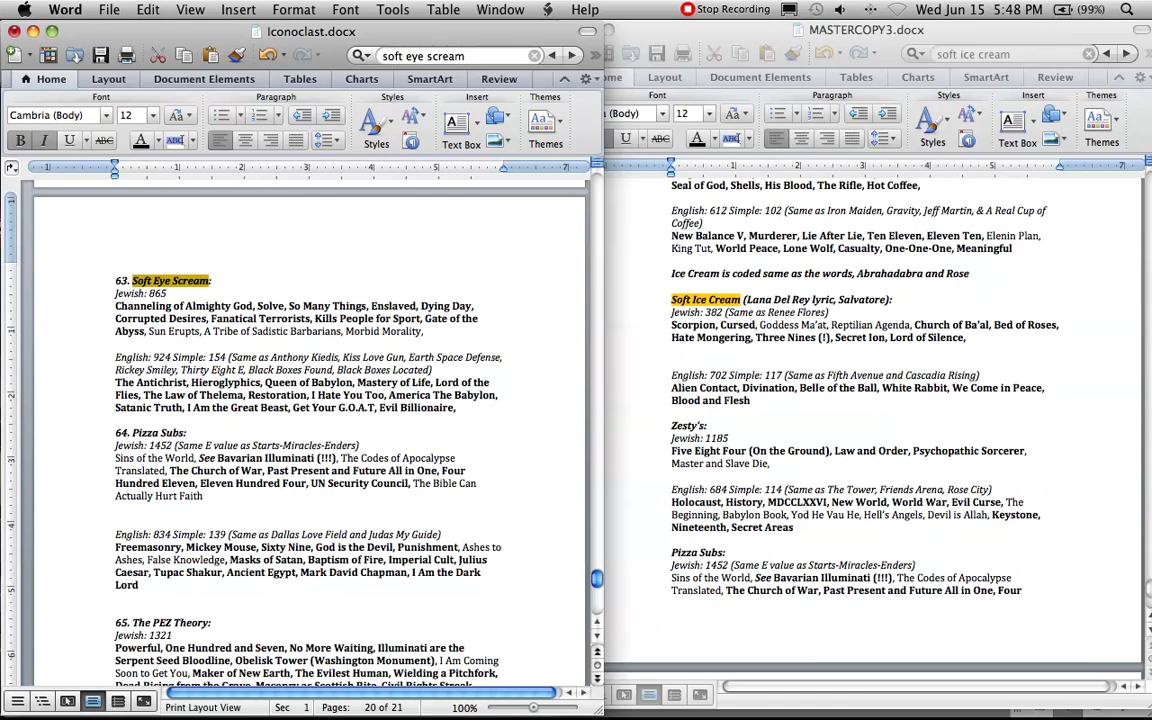 Word File Edit View Insert Format Font Tools Table Window Help Stop Recording (99%) Wed Jun 15 5:48 PM
Iconoclast.docx
soft eye scream
Home Layout Document Elements Tables Charts SmartArt Review
Font Paragraph Styles Insert Themes
Cambria (Body) 12 Aa
B I U ABC A ABC Styles Text Box Themes
63. Soft Eye Scream:
Jewish: 865
Channeling of Almighty God, Solve, So Many Things, Enslaved, Dying Day,
Corrupted Desires, Fanatical Terrorists, Kills People for Sport, Gate of the
Abyss, Sun Erupts, A Tribe of Sadistic Barbarians, Morbid Morality,
English: 924 Simple: 154 (Same as Anthony Kiedis, Kiss Love Gun, Earth Space Defense,
Rickey Smiley, Thirty Eight E, Black Boxes Found, Black Boxes Located)
The Antichrist, Hieroglyphics, Queen of Babylon, Mastery of Life, Lord of the
Flies, The Law of Thelema, Restoration, I Hate You Too, America The Babylon,
Satanic Truth, I Am the Great Beast, Get Your G.O.A.T, Evil Billionaire,
64. Pizza Subs:
Jewish: 1452 (Same E value as Starts-Miracles-Enders)
Sins of the World, See Bavarian Illuminati (!!!), The Codes of Apocalypse
Translated, The Church of War, Past Present and Future All in One, Four
Hundred Eleven, Eleven Hundred Four, UN Security Council, The Bible Can
Actually Hurt Faith
English: 834 Simple: 139 (Same as Dallas Love Field and Judas My Guide)
Freemasonry, Mickey Mouse, Sixty Nine, God is the Devil, Punishment, Ashes to
Ashes, False Knowledge, Masks of Satan, Baptism of Fire, Imperial Cult, Julius
Caesar, Tupac Shakur, Ancient Egypt, Mark David Chapman, I Am the Dark
Lord
65. The PEZ Theory:
Jewish: 1321
Powerful, One Hundred and Seven, No More Waiting, Illuminati are the
Serpent Seed Bloodline, Obelisk Tower (Washington Monument), I Am Coming
Soon to Get You, Maker of New Earth, The Evilest Human, Wielding a Pitchfork,
Print Layout View Sec 1 Pages: 20 of 21 100%
MASTERCOPY3.docx
soft ice cream
ome Layout Document Elements Tables Charts SmartArt Review
Font Paragraph Styles Insert Themes
a (Body) 12 Aa
U ABC A ABC Styles Text Box Themes
Seal of God, Shells, His Blood, The Rifle, Hot Coffee,
English: 612 Simple: 102 (Same as Iron Maiden, Gravity, Jeff Martin, & A Real Cup of
Coffee)
New Balance V, Murderer, Lie After Lie, Ten Eleven, Eleven Ten, Elenin Plan,
King Tut, World Peace, Lone Wolf, Casualty, One-One-One, Meaningful
Ice Cream is coded same as the words, Abrahadabra and Rose
Soft Ice Cream (Lana Del Rey lyric, Salvatore):
Jewish: 382 (Same as Renee Flores)
Scorpion, Cursed, Goddess Ma'at, Reptilian Agenda, Church of Ba'al, Bed of Roses,
Hate Mongering, Three Nines (!), Secret Ion, Lord of Silence,
English: 702 Simple: 117 (Same as Fifth Avenue and Cascadia Rising)
Alien Contact, Divination, Belle of the Ball, White Rabbit, We Come in Peace,
Blood and Flesh
Zesty's:
Jewish: 1185
Five Eight Four (On the Ground), Law and Order, Psychopathic Sorcerer,
Master and Slave Die,
English: 684 Simple: 114 (Same as The Tower, Friends Arena, Rose City)
Holocaust, History, MDCCLXXVI, New World, World War, Evil Curse, The
Beginning, Babylon Book, Yod He Vau He, Hell's Angels, Devil is Allah, Keystone,
Nineteenth, Secret Areas
Pizza Subs:
Jewish: 1452 (Same E value as Starts-Miracles-Enders)
Sins of the World, See Bavarian Illuminati (!!!), The Codes of Apocalypse
Translated, The Church of War, Past Present and Future All in One, Four